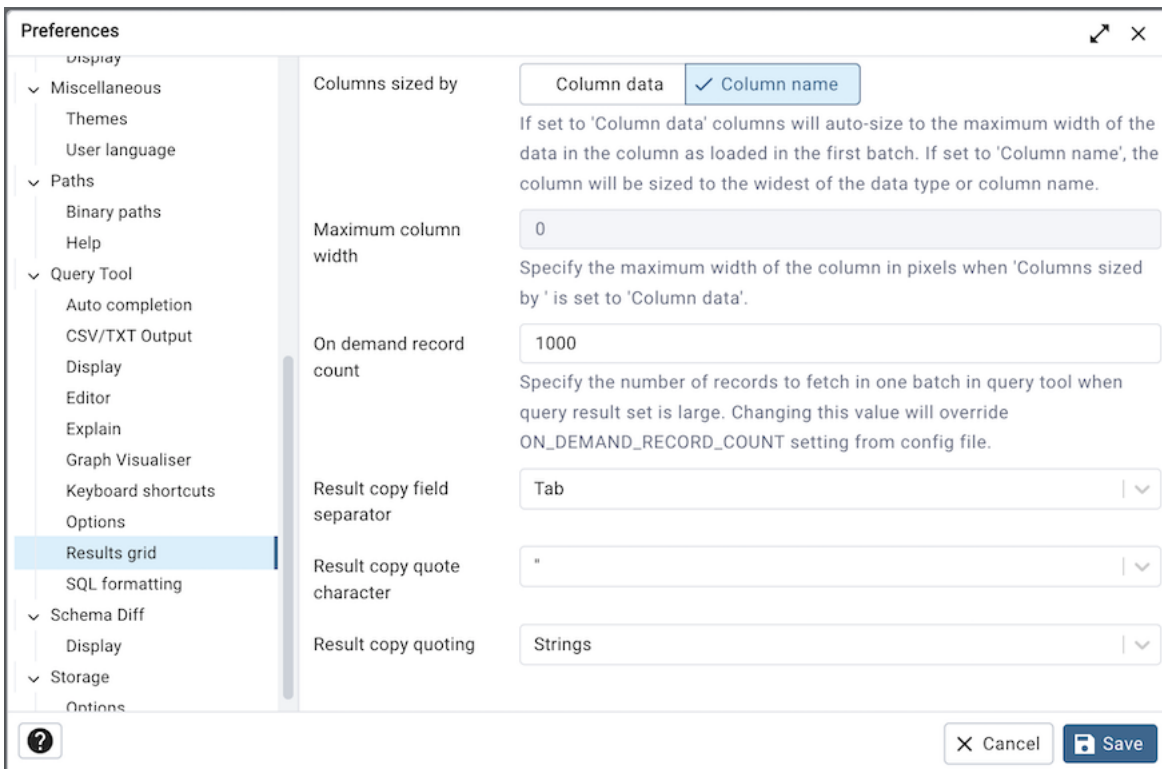 Preferences
Display
Miscellaneous
Themes
User language
Paths
Binary paths
Help
Query Tool
Auto completion
CSV/TXT Output
Display
Editor
Explain
Graph Visualiser
Keyboard shortcuts
Options
Results grid
SQL formatting
Schema Diff
Display
Storage
Options
Columns sized by
Column data
Column name
If set to 'Column data' columns will auto-size to the maximum width of the
data in the column as loaded in the first batch. If set to 'Column name', the
column will be sized to the widest of the data type or column name.
Maximum column
width
0
Specify the maximum width of the column in pixels when 'Columns sized
by ' is set to 'Column data'.
On demand record
count
1000
Specify the number of records to fetch in one batch in query tool when
query result set is large. Changing this value will override
ON_DEMAND_RECORD_COUNT setting from config file.
Result copy field
separator
Tab
Result copy quote
character
"
Result copy quoting
Strings
?
Cancel
Save